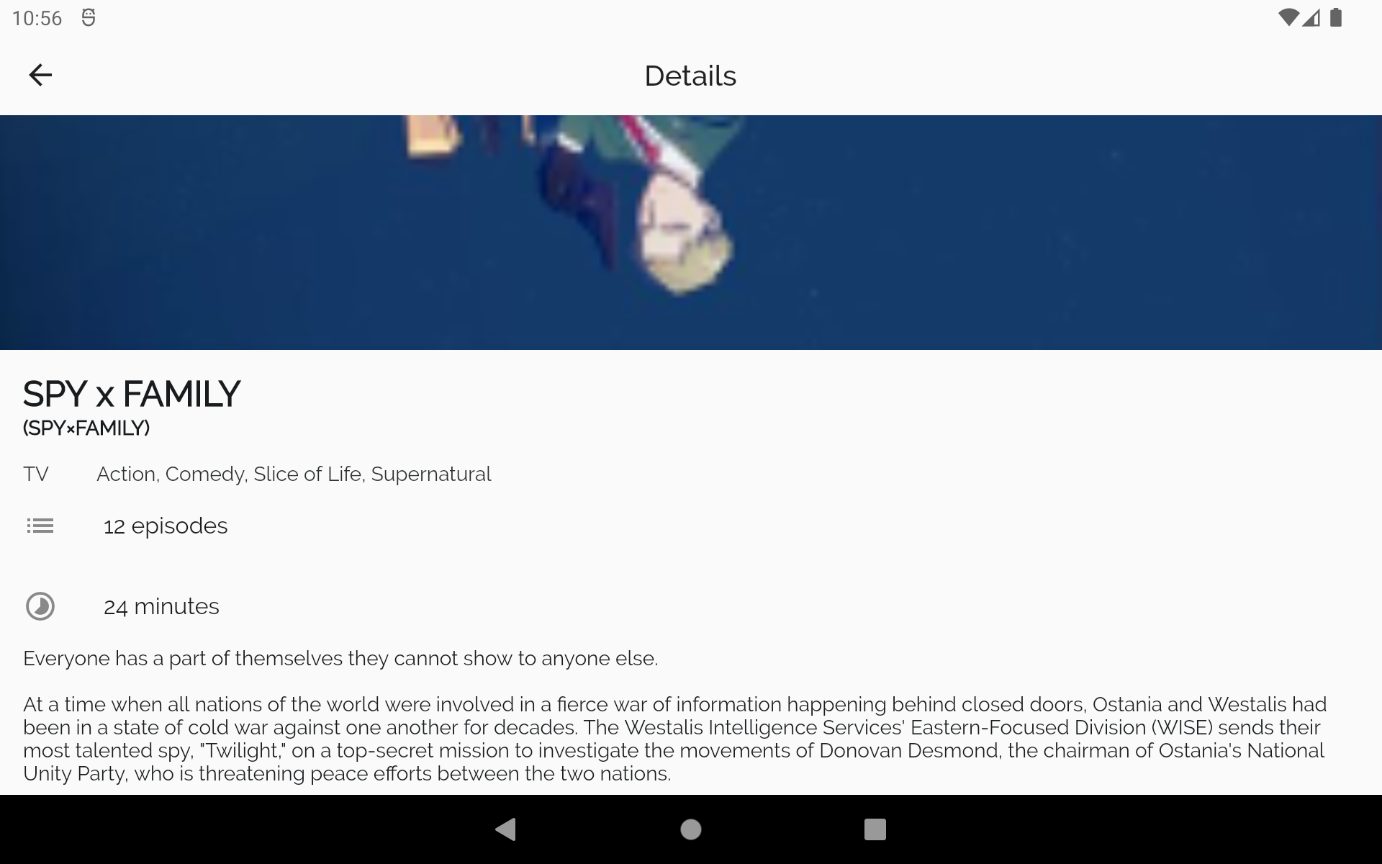 10:56
Details
SPY x FAMILY
(SPY×FAMILY)
TV Action, Comedy, Slice of Life, Supernatural
12 episodes
24 minutes
Everyone has a part of themselves they cannot show to anyone else.
At a time when all nations of the world were involved in a fierce war of information happening behind closed doors, Ostania and Westalis had
been in a state of cold war against one another for decades. The Westalis Intelligence Services' Eastern-Focused Division (WISE) sends their
most talented spy, "Twilight," on a top-secret mission to investigate the movements of Donovan Desmond, the chairman of Ostania's National
Unity Party, who is threatening peace efforts between the two nations.